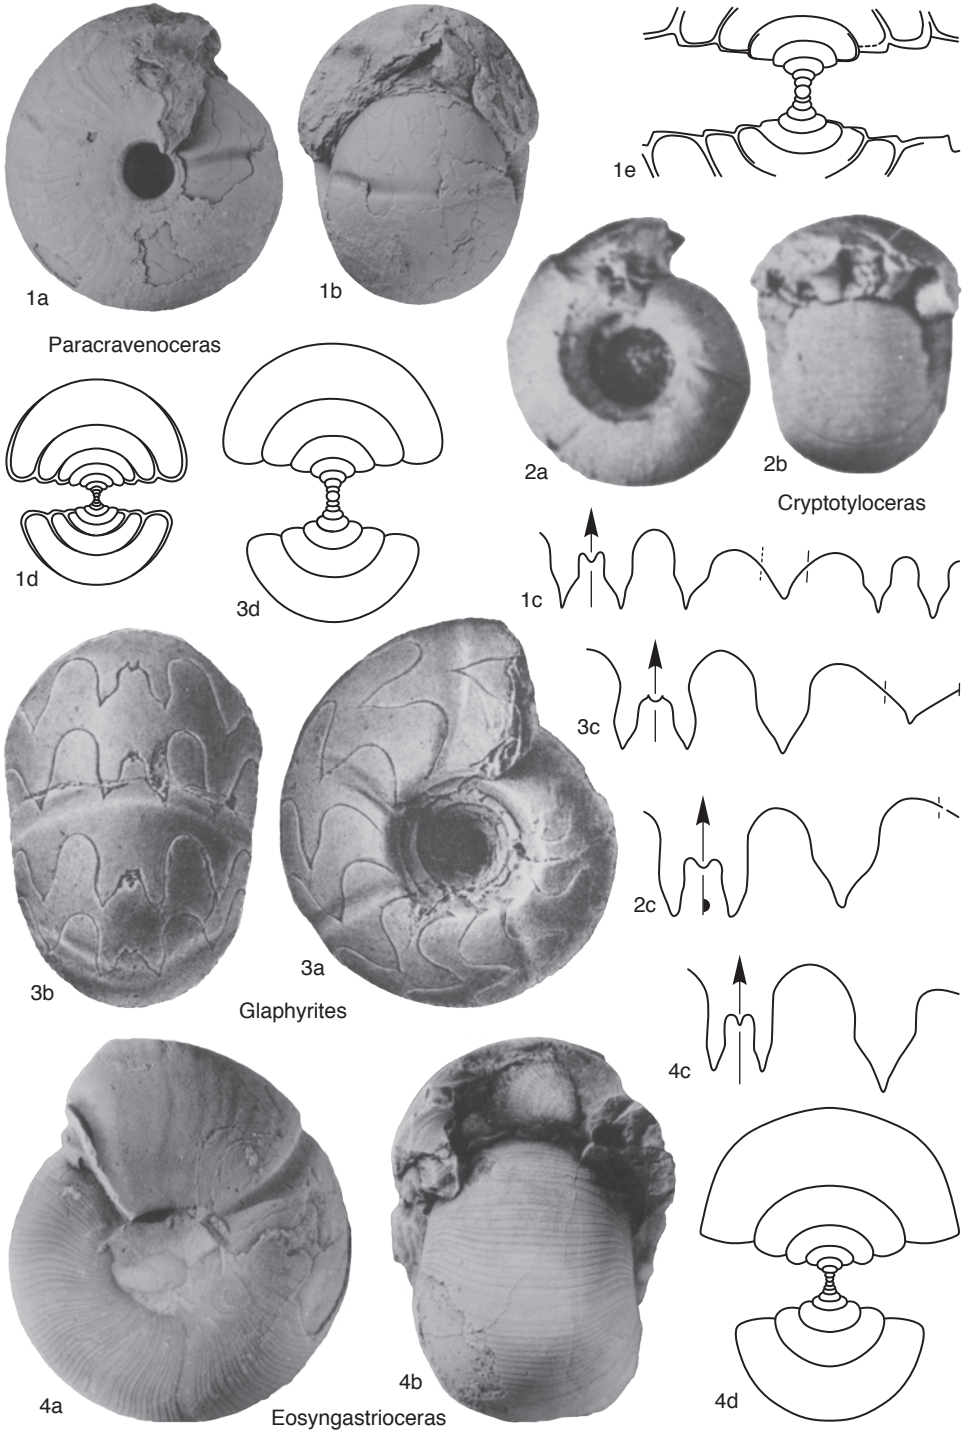 1a
1b
1e
Paracravenoceras
2a
2b
Cryptotyloceras
1d
3d
1c
3c
2c
3b
3a
Glaphyrites
4c
4a
4b
4d
Eosyngastrioceras